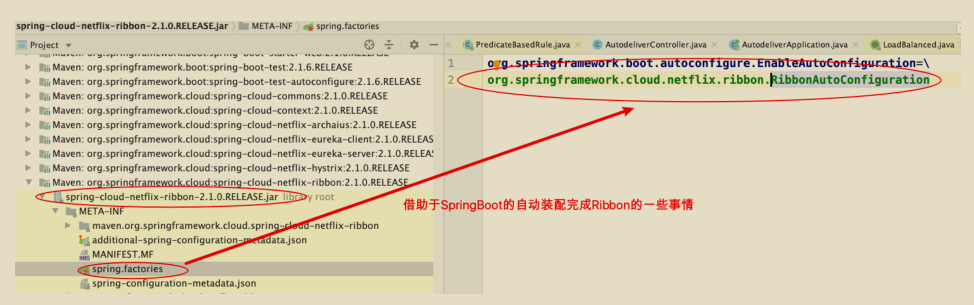 spring-cloud-netflix-ribbon-2.1.0.RELEASE.jar 〉 META-INF 〉 spring.factories
Project
PredicateBasedRule.java × AutodeliverController.java × AutodeliverApplication.java × LoadBalanced.java
Maven: org.springframework.boot:spring-boot-starter-web:2.1.6.RELEASE
Maven: org.springframework.boot:spring-boot-test:2.1.6.RELEASE
Maven: org.springframework.boot:spring-boot-test-autoconfigure:2.1.6.RELEASE
Maven: org.springframework.cloud:spring-cloud-commons:2.1.0.RELEASE
Maven: org.springframework.cloud:spring-cloud-context:2.1.0.RELEASE
Maven: org.springframework.cloud:spring-cloud-netflix-archaius:2.1.0.RELEASE
Maven: org.springframework.cloud:spring-cloud-netflix-eureka-client:2.1.0.RELEAS
Maven: org.springframework.cloud:spring-cloud-netflix-eureka-server:2.1.0.RELEAS
Maven: org.springframework.cloud:spring-cloud-netflix-hystrix:2.1.0.RELEASE
Maven: org.springframework.cloud:spring-cloud-netflix-ribbon:2.1.0.RELEASE
spring-cloud-netflix-ribbon-2.1.0.RELEASE.jar library root
META-INF
maven.org.springframework.cloud.spring-cloud-netflix-ribbon
additional-spring-configuration-metadata.json
MANIFEST.MF
spring.factories
spring-configuration-metadata.json
1 org.springframework.boot.autoconfigure.EnableAutoConfiguration=\
2 org.springframework.cloud.netflix.ribbon.RibbonAutoConfiguration
借助于SpringBoot的自动装配完成Ribbon的一些事情